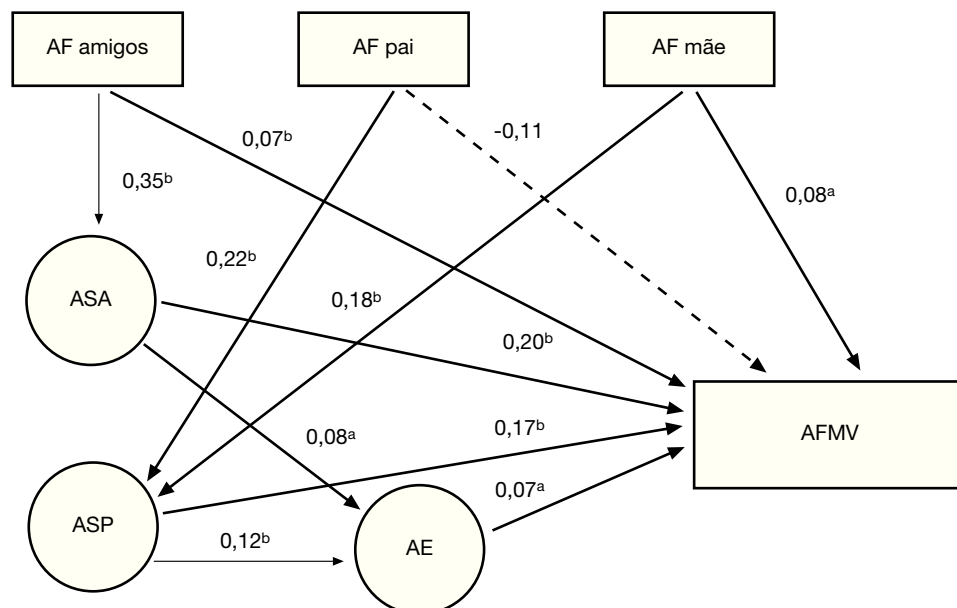 AF amigos
AF pai
AF mãe
0,07ᵇ
-0,11
0,35ᵇ
0,08ᵃ
0,22ᵇ
ASA
0,18ᵇ
0,20ᵇ
0,08ᵃ
0,17ᵇ
AFMV
0,07ᵃ
ASP
0,12ᵇ
AE